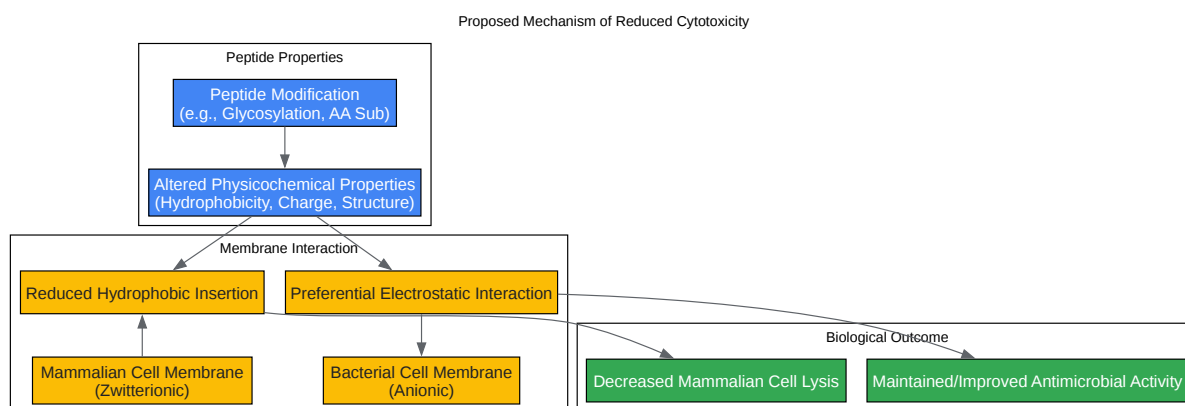 Proposed Mechanism of Reduced Cytotoxicity
Peptide Properties
Peptide Modification
(e.g., Glycosylation, AA Sub)
Altered Physicochemical Properties
(Hydrophobicity, Charge, Structure)
Membrane Interaction
Reduced Hydrophobic Insertion
Preferential Electrostatic Interaction
Mammalian Cell Membrane
(Zwitterionic)
Bacterial Cell Membrane
(Anionic)
Biological Outcome
Decreased Mammalian Cell Lysis
Maintained/Improved Antimicrobial Activity